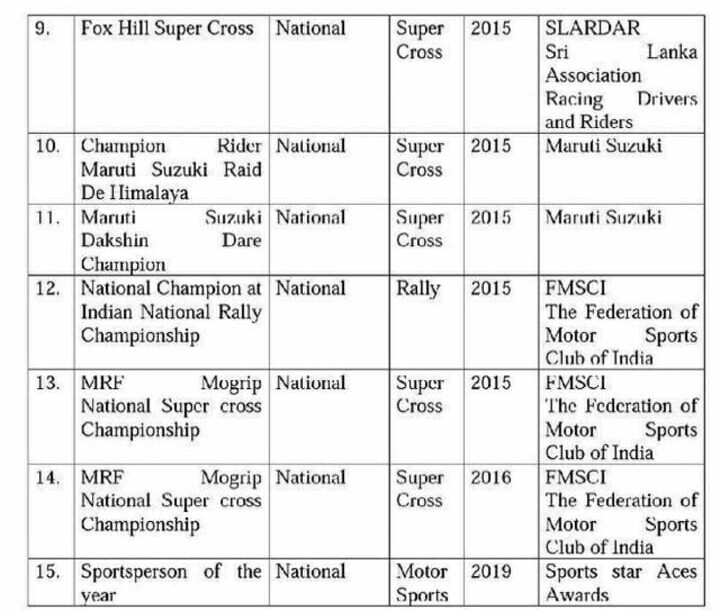 9. Fox Hill Super Cross National Super 2015 SLARDAR
Cross Sri Lanka
Association
Racing Drivers
and Riders
10. Champion Rider National Super 2015 Maruti Suzuki
Maruti Suzuki Raid Cross
De Himalaya
11. Maruti Suzuki National Super 2015 Maruti Suzuki
Dakshin Dare Cross
Champion
12. National Champion at National Rally 2015 FMSCI
Indian National Rally The Federation of
Championship Motor Sports
Club of India
13. MRF Mogrip National Super 2015 FMSCI
National Super cross Cross The Federation of
Championship Motor Sports
Club of India
14. MRF Mogrip National Super 2016 FMSCI
National Super cross Cross The Federation of
Championship Motor Sports
Club of India
15. Sportsperson of the National Motor 2019 Sports star Aces
year Sports Awards